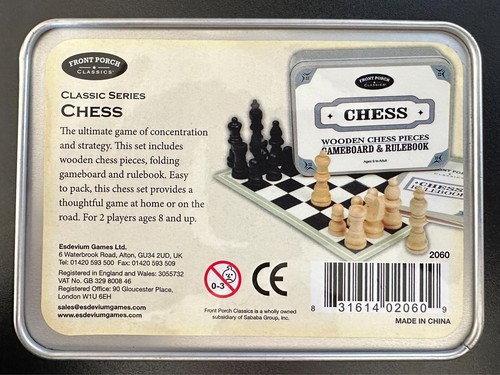 FRONT PORCH
CLASSICS
CLASSIC SERIES
CHESS
The ultimate game of concentration
and strategy. This set includes
wooden chess pieces, folding
gameboard and rulebook. Easy
to pack, this chess set provides a
thoughtful game at home or on the
road. For 2 players ages 8 and up.
FRONT PORCH
CLASSICS
CHESS
WOODEN CHESS PIECES
GAMEBOARD & RULEBOOK
Ages 8 to Adult
CHESS
RULEBOOK
Esdevium Games Ltd.
6 Waterbrook Road, Alton, GU34 2UD, UK
Tel: 01420 593 500 Fax: 01420 593 509
Registered in England and Wales: 3055732
VAT No. GB 329 8008 46
Registered Office: 90 Gloucester Place,
London W1U 6EH
sales@esdeviumgames.com
www.esdeviumgames.com
0-3
CE
Front Porch Classics is a wholly owned
subsidiary of Sababa Group, Inc.
2060
8 31614 02060 9
MADE IN CHINA